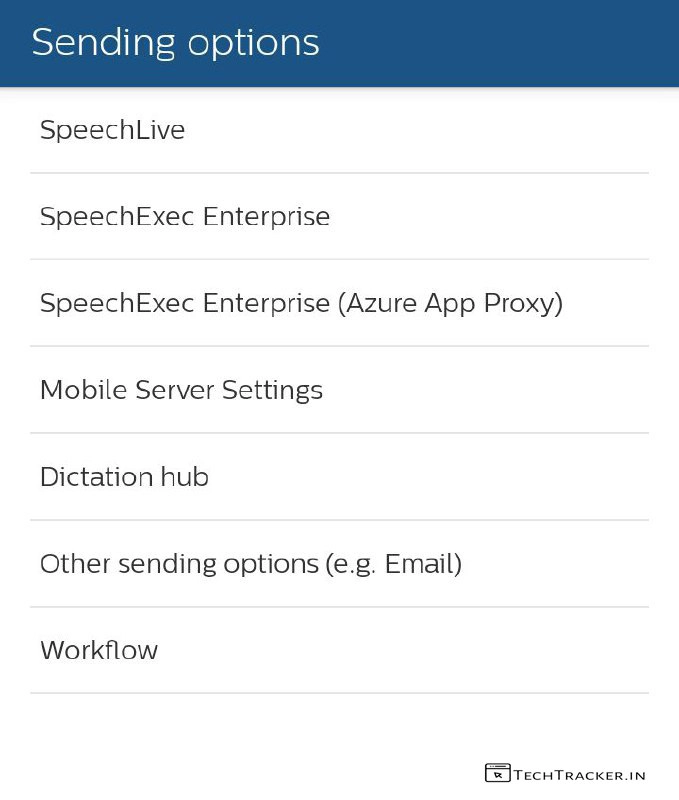 Sending options
SpeechLive
SpeechExec Enterprise
SpeechExec Enterprise (Azure App Proxy)
Mobile Server Settings
Dictation hub
Other sending options (e.g. Email)
Workflow
TECHTRACKER.IN